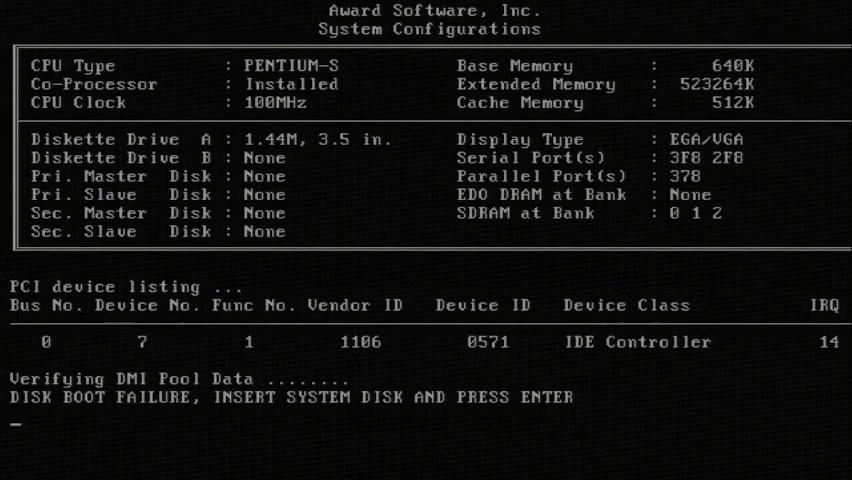 Award Software, Inc.
System Configurations
CPU Type : PENTIUM-S Base Memory : 640K
Co-Processor : Installed Extended Memory : 523264K
CPU Clock : 100MHz Cache Memory : 512K
Diskette Drive A : 1.44M, 3.5 in. Display Type : EGA/VGA
Diskette Drive B : None Serial Port(s) : 3F8 2F8
Pri. Master Disk : None Parallel Port(s) : 378
Pri. Slave Disk : None EDO DRAM at Bank : None
Sec. Master Disk : None SDRAM at Bank : 0 1 2
Sec. Slave Disk : None
PCI device listing ...
Bus No. Device No. Func No. Vendor ID Device ID Device Class IRQ
0 7 1 1106 0571 IDE Controller 14
Verifying DMI Pool Data ........
DISK BOOT FAILURE, INSERT SYSTEM DISK AND PRESS ENTER
_